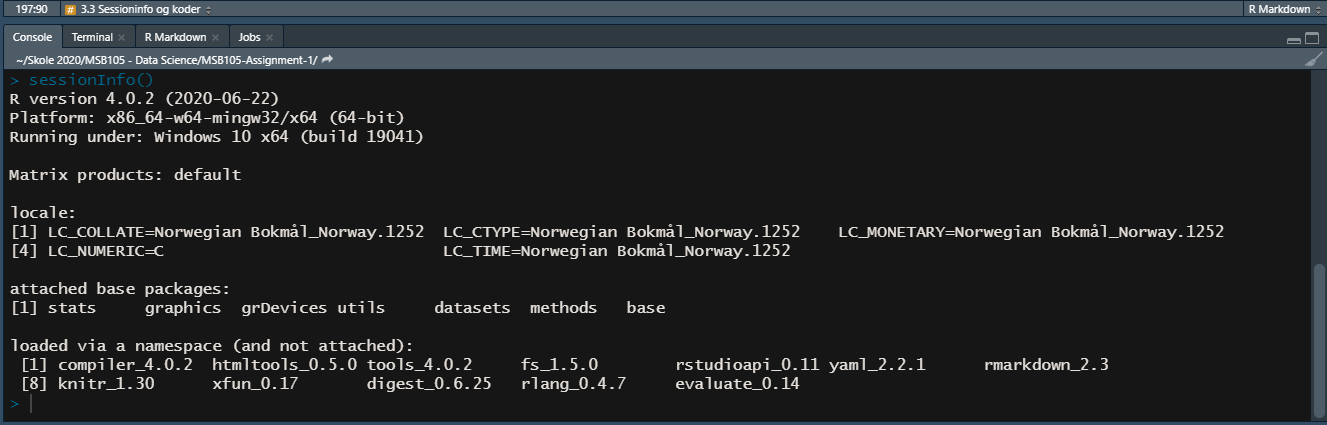 197:90 # 3.3 Sessioninfo og koder R Markdown
Console Terminal R Markdown Jobs
~/Skole 2020/MSB105 - Data Science/MSB105-Assignment-1/
> sessionInfo()
R version 4.0.2 (2020-06-22)
Platform: x86_64-w64-mingw32/x64 (64-bit)
Running under: Windows 10 x64 (build 19041)
Matrix products: default
locale:
[1] LC_COLLATE=Norwegian Bokmål_Norway.1252  LC_CTYPE=Norwegian Bokmål_Norway.1252    LC_MONETARY=Norwegian Bokmål_Norway.1252
[4] LC_NUMERIC=C                             LC_TIME=Norwegian Bokmål_Norway.1252
attached base packages:
[1] stats     graphics  grDevices utils     datasets  methods   base
loaded via a namespace (and not attached):
 [1] compiler_4.0.2  htmltools_0.5.0 tools_4.0.2     fs_1.5.0        rstudioapi_0.11 yaml_2.2.1      rmarkdown_2.3
 [8] knitr_1.30      xfun_0.17       digest_0.6.25   rlang_0.4.7     evaluate_0.14
>